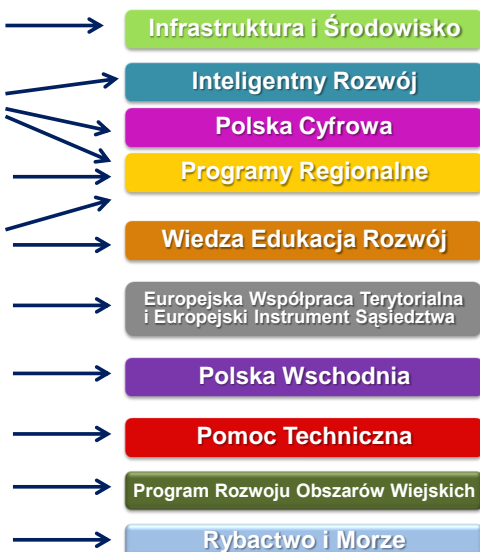 Infrastruktura i Środowisko
Inteligentny Rozwój
Polska Cyfrowa
Programy Regionalne
Wiedza Edukacja Rozwój
Europejska Współpraca Terytorialna
i Europejski Instrument Sąsiedztwa
Polska Wschodnia
Pomoc Techniczna
Program Rozwoju Obszarów Wiejskich
Rybactwo i Morze